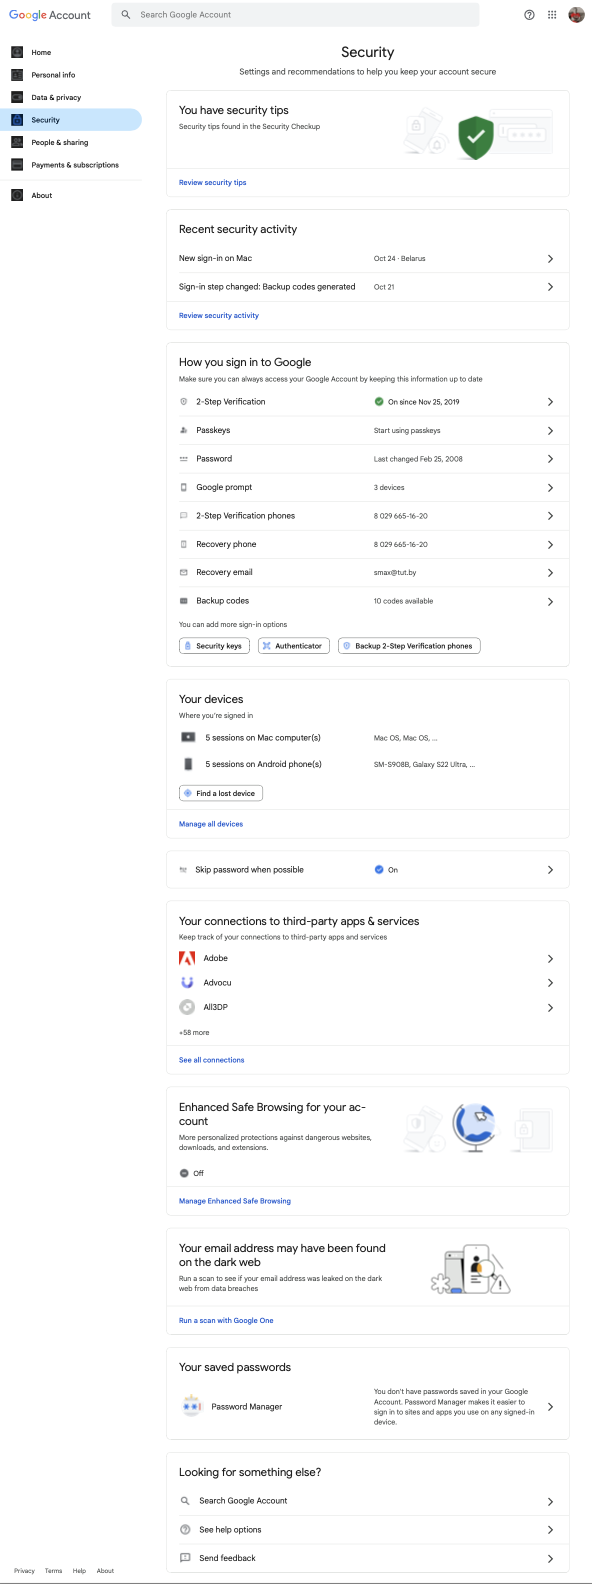 Google Account
Search Google Account
Home
Personal info
Data & privacy
Security
People & sharing
Payments & subscriptions
About
Security
Settings and recommendations to help you keep your account secure
You have security tips
Security tips found in the Security Checkup
Review security tips
Recent security activity
New sign-in on Mac
Oct 24 · Belarus
Sign-in step changed: Backup codes generated
Oct 21
Review security activity
How you sign in to Google
Make sure you can always access your Google Account by keeping this information up to date
2-Step Verification
On since Nov 25, 2019
Passkeys
Start using passkeys
Password
Last changed Feb 25, 2008
Google prompt
3 devices
2-Step Verification phones
8 029 665-16-20
Recovery phone
8 029 665-16-20
Recovery email
smax@tut.by
Backup codes
10 codes available
You can add more sign-in options
Security keys
Authenticator
Backup 2-Step Verification phones
Your devices
Where you're signed in
5 sessions on Mac computer(s)
Mac OS, Mac OS, ...
5 sessions on Android phone(s)
SM-S908B, Galaxy S22 Ultra, ...
Find a lost device
Manage all devices
Skip password when possible
On
Your connections to third-party apps & services
Keep track of your connections to third-party apps and services
Adobe
Advocu
All3DP
+58 more
See all connections
Enhanced Safe Browsing for your ac-
count
More personalized protections against dangerous websites,
downloads, and extensions.
Off
Manage Enhanced Safe Browsing
Your email address may have been found
on the dark web
Run a scan to see if your email address was leaked on the dark
web from data breaches
Run a scan with Google One
Your saved passwords
Password Manager
You don't have passwords saved in your Google
Account. Password Manager makes it easier to
sign in to sites and apps you use on any signed-in
device.
Looking for something else?
Search Google Account
See help options
Send feedback
Privacy
Terms
Help
About